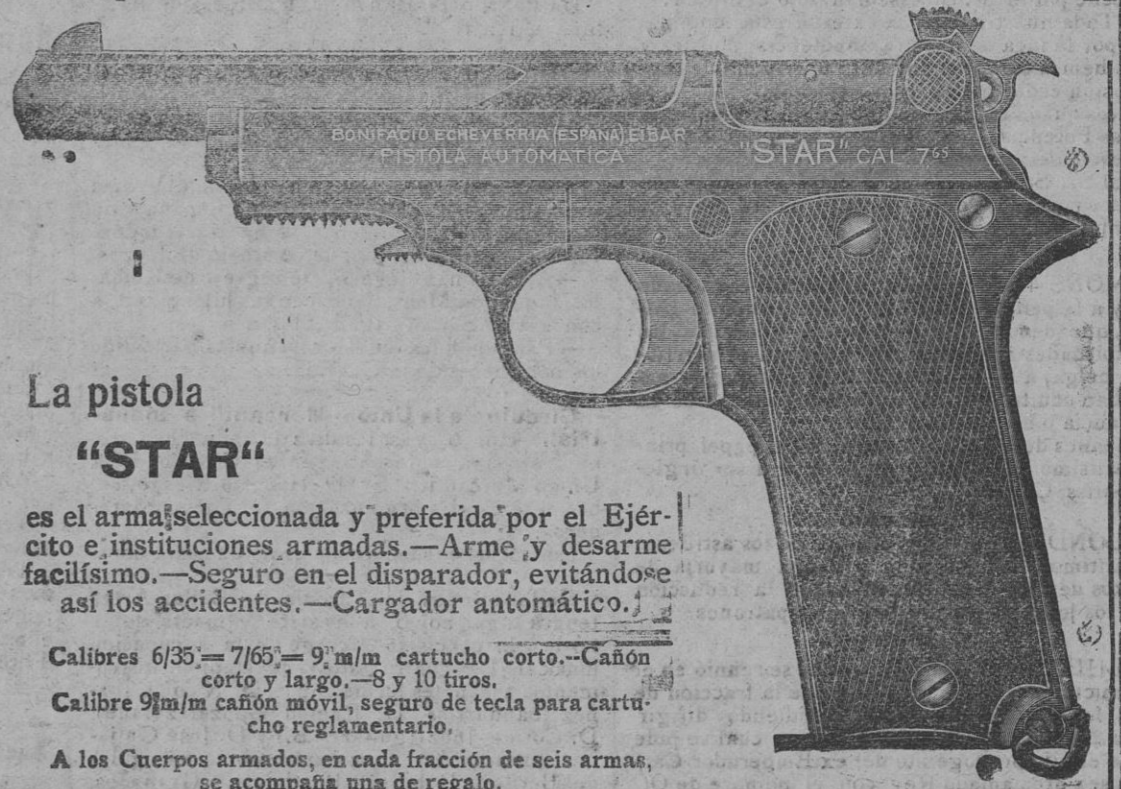 BONIFACIO ECHEVERRIA (ESPAÑA) EIBAR
PISTOLA AUTOMATICA "STAR" CAL 7⁶⁵
La pistola
“STAR“
es el arma seleccionada y preferida por el Ejér-
cito e instituciones armadas.—Arme y desarme
facilísimo.—Seguro en el disparador, evitándose
así los accidentes.—Cargador antomático.
Calibres 6/35 = 7/65 = 9 m/m cartucho corto.--Cañón
corto y largo.—8 y 10 tiros.
Calibre 9 m/m cañón móvil, seguro de tecla para cartu-
cho reglamentario.
A los Cuerpos armados, en cada fracción de seis armas,
se acompaña una de regalo.